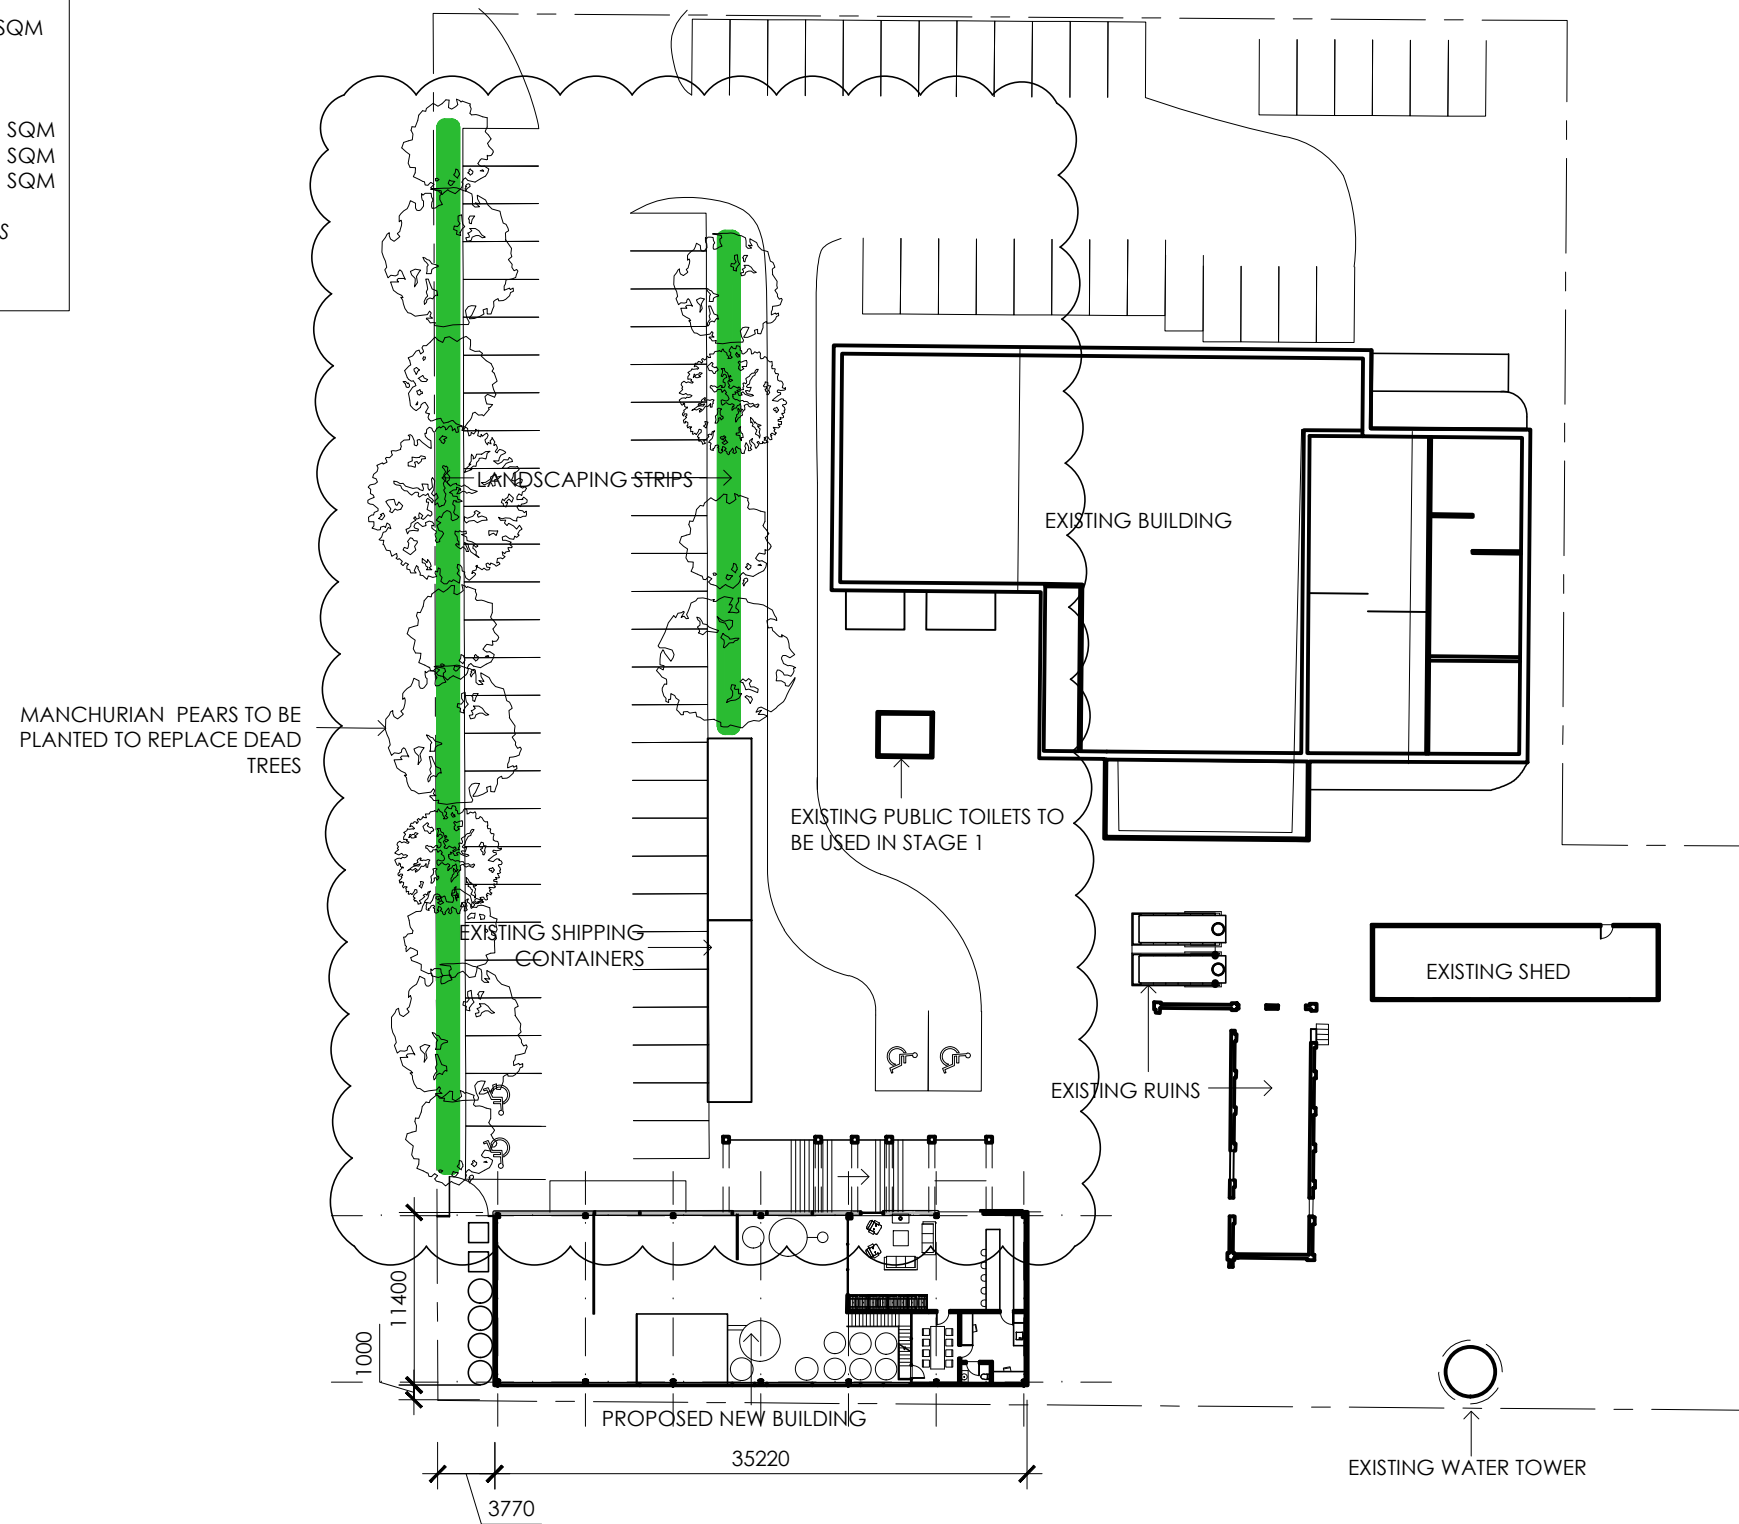 SQM
SQM
SQM
SQM
S
LANDSCAPING STRIPS
EXISTING BUILDING
MANCHURIAN PEARS TO BE
PLANTED TO REPLACE DEAD
TREES
EXISTING PUBLIC TOILETS TO
BE USED IN STAGE 1
EXISTING SHIPPING
CONTAINERS
EXISTING SHED
EXISTING RUINS
11400
1000
PROPOSED NEW BUILDING
35220
3770
EXISTING WATER TOWER